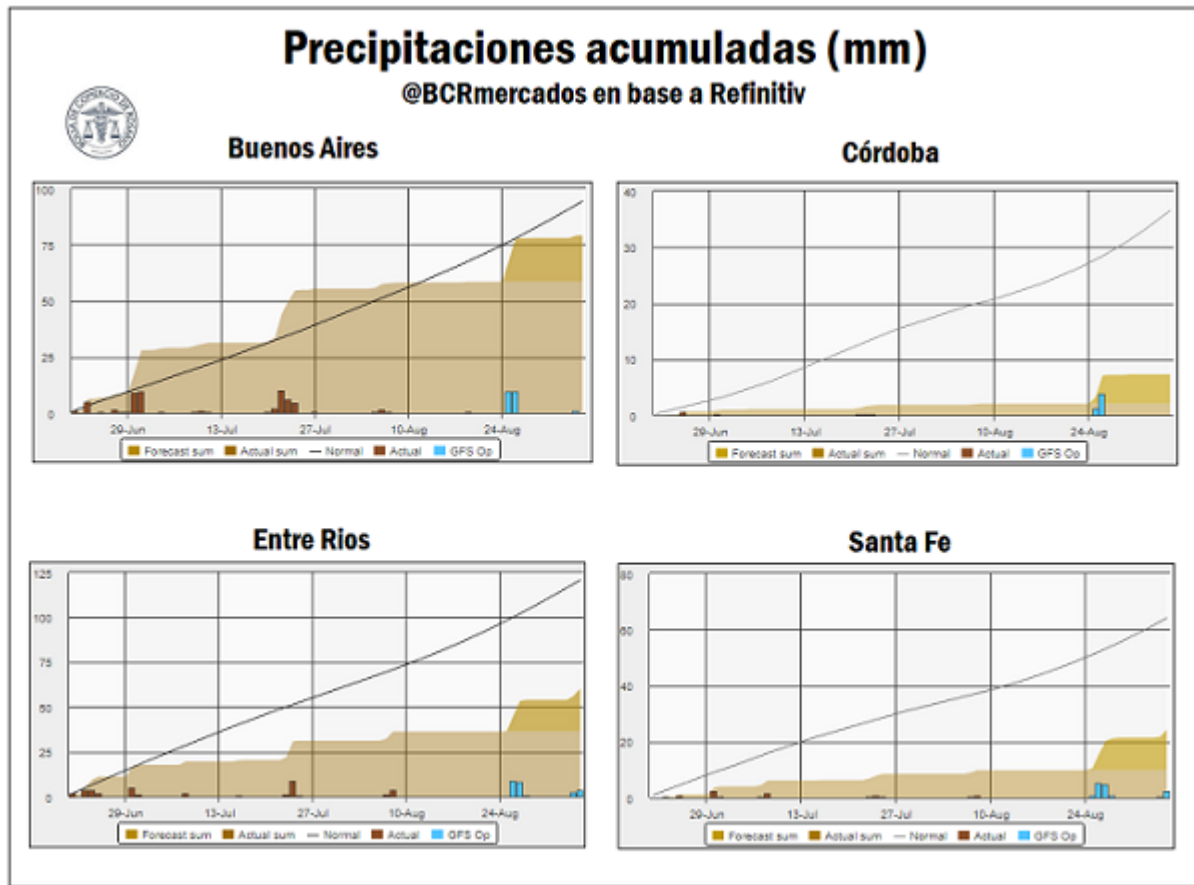 Precipitaciones acumuladas (mm)
@BCRmercados en base a Refinitiv
BOLSA DE COMERCIO DE ROSARIO
Buenos Aires
100
75
50
25
0
29-Jun 13-Jul 27-Jul 10-Aug 24-Aug
Forecast sum Actual sum Normal Actual GFS Op
Córdoba
40
30
20
10
0
29-Jun 13-Jul 27-Jul 10-Aug 24-Aug
Forecast sum Actual sum Normal Actual GFS Op
Entre Rios
125
100
75
50
25
0
29-Jun 13-Jul 27-Jul 10-Aug 24-Aug
Forecast sum Actual sum Normal Actual GFS Op
Santa Fe
80
60
40
20
0
29-Jun 13-Jul 27-Jul 10-Aug 24-Aug
Forecast sum Actual sum Normal Actual GFS Op